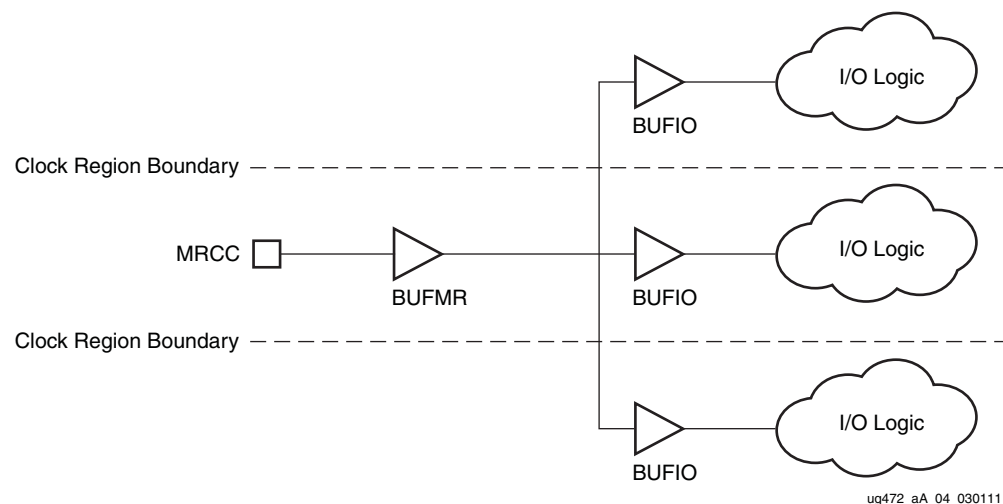 I/O Logic
BUFIO
Clock Region Boundary
I/O Logic
MRCC
BUFMR
BUFIO
Clock Region Boundary
I/O Logic
BUFIO
ug472_aA_04_030111